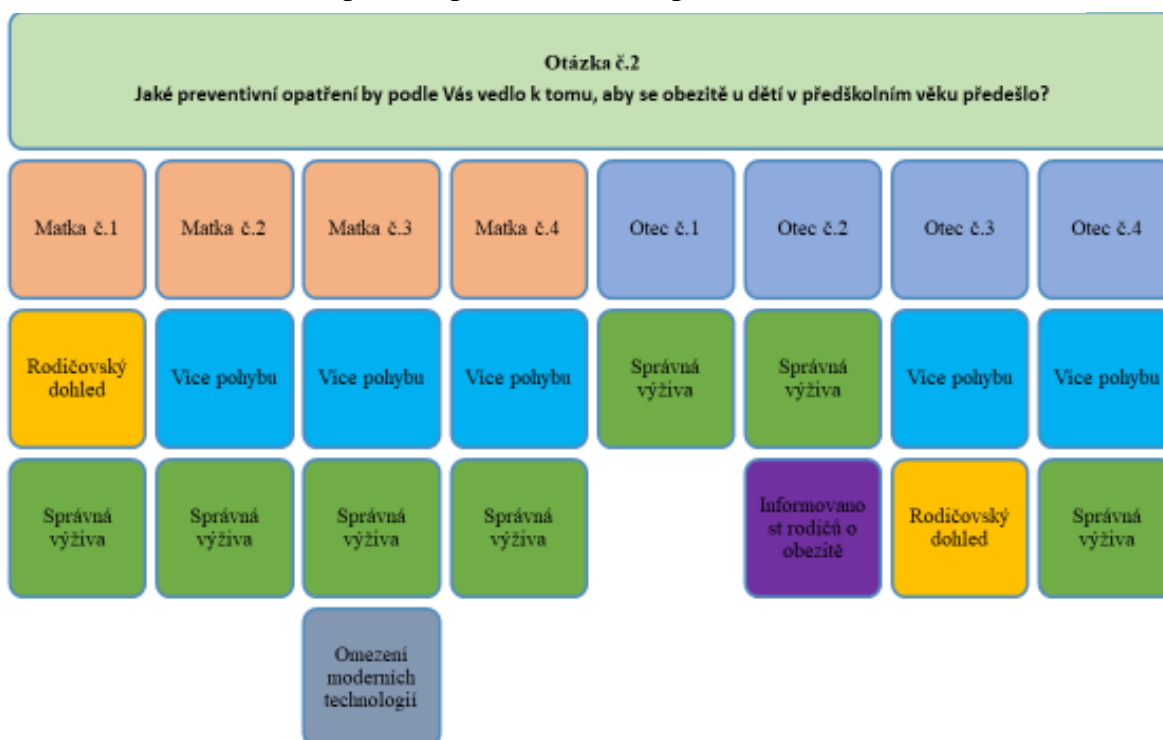 Otázka č.2
Jaké preventivní opatření by podle Vás vedlo k tomu, aby se obezitě u dětí v předškolním věku předešlo?
Matka č.1
Matka č.2
Matka č.3
Matka č.4
Otec č.1
Otec č.2
Otec č.3
Otec č.4
Rodičovský
dohled
Více pohybu
Více pohybu
Více pohybu
Správná
výživa
Správná
výživa
Více pohybu
Více pohybu
Správná
výživa
Správná
výživa
Správná
výživa
Správná
výživa
Informovano
st rodičů o
obezitě
Rodičovský
dohled
Správná
výživa
Omezení
moderních
technologií